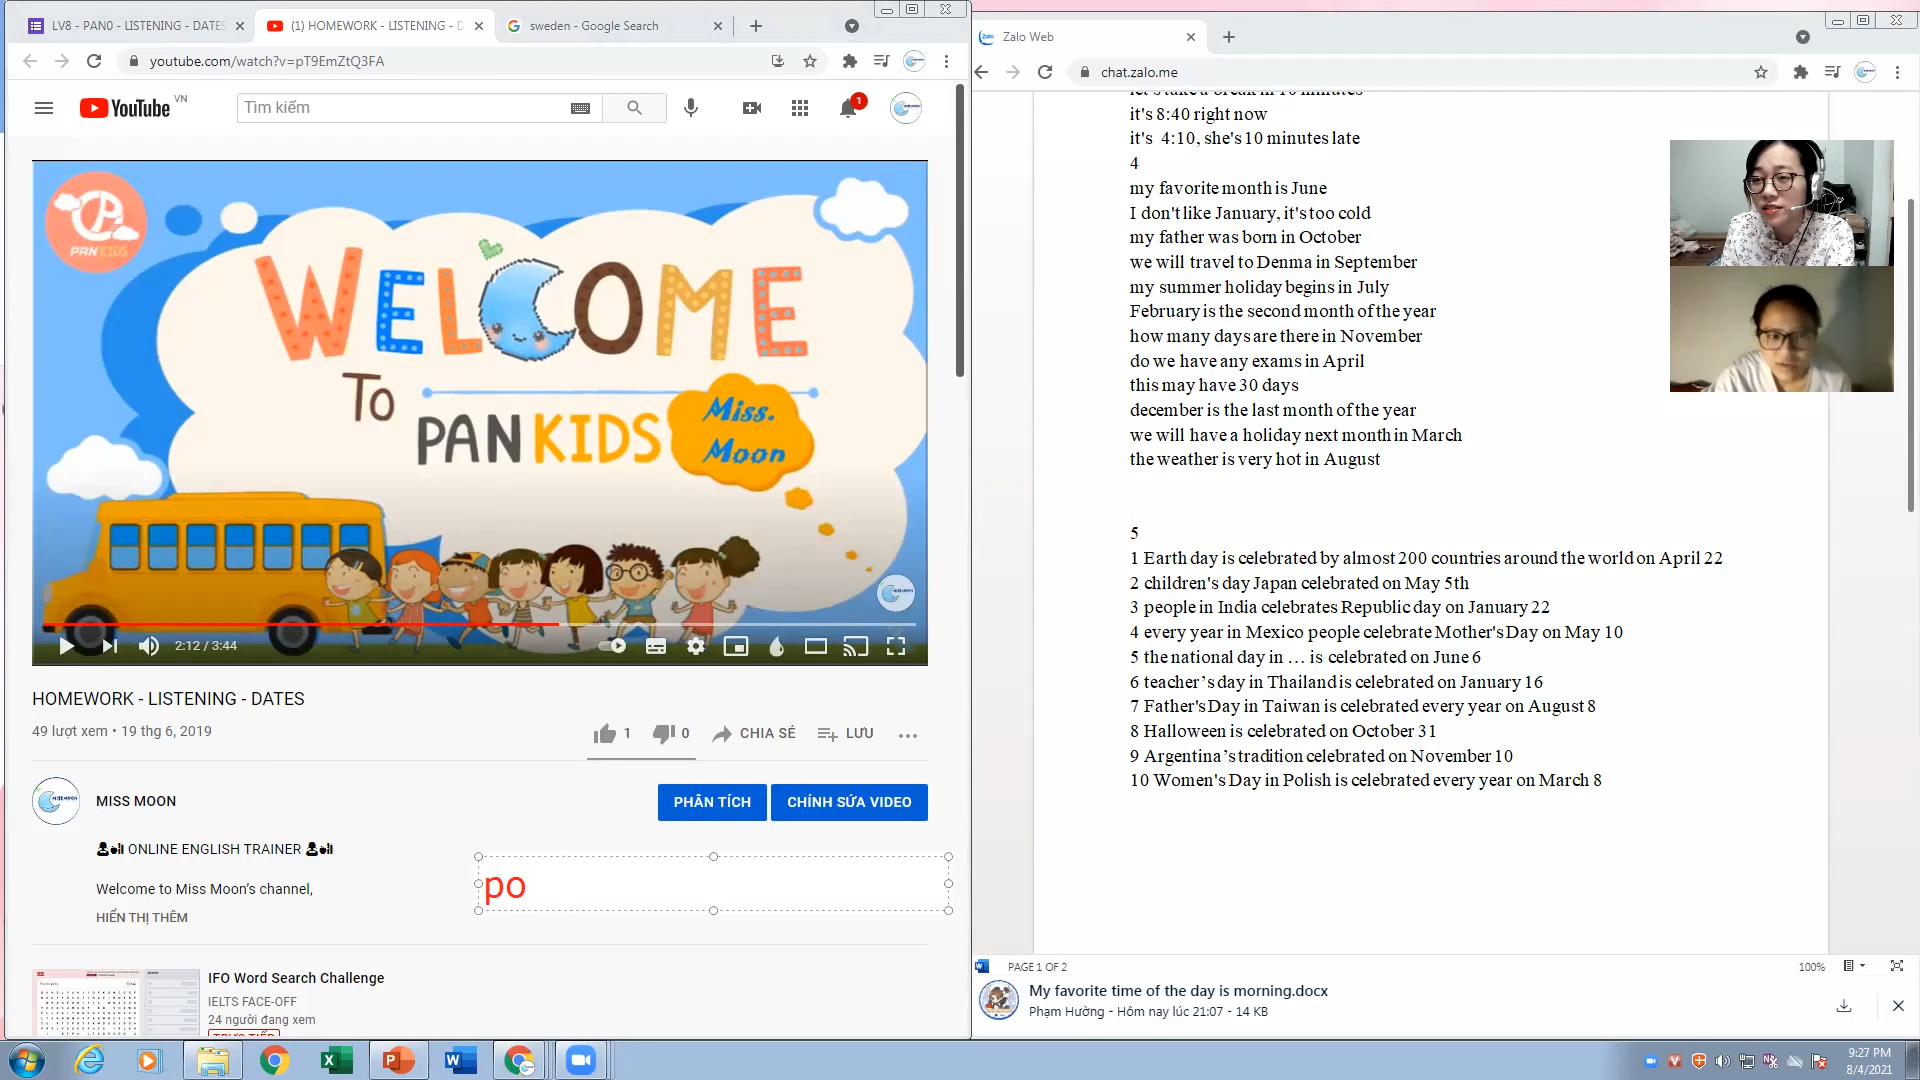 LV8 - PAN0 - LISTENING - DATES
(1) HOMEWORK - LISTENING - D
sweden - Google Search
youtube.com/watch?v=pT9EmZtQ3FA
YouTube VN
Tìm kiếm
1
PANKIDS
WELCOME
To
PANKIDS
Miss.
Moon
2:12 / 3:44
HOMEWORK - LISTENING - DATES
49 lượt xem • 19 thg 6, 2019
1
0
CHIA SẺ
LƯU
MISS MOON
PHÂN TÍCH
CHỈNH SỬA VIDEO
ONLINE ENGLISH TRAINER
Welcome to Miss Moon's channel,
HIỂN THỊ THÊM
po
IFO Word Search Challenge
IELTS FACE-OFF
24 người đang xem
TRỰC TIẾP
Zalo Web
chat.zalo.me
let's take a break in 10 minutes
it's 8:40 right now
it's  4:10, she's 10 minutes late
4
my favorite month is June
I don't like January, it's too cold
my father was born in October
we will travel to Denma in September
my summer holiday begins in July
February is the second month of the year
how many days are there in November
do we have any exams in April
this may have 30 days
december is the last month of the year
we will have a holiday next month in March
the weather is very hot in August
5
1 Earth day is celebrated by almost 200 countries around the world on April 22
2 children's day Japan celebrated on May 5th
3 people in India celebrates Republic day on January 22
4 every year in Mexico people celebrate Mother's Day on May 10
5 the national day in … is celebrated on June 6
6 teacher’s day in Thailand is celebrated on January 16
7 Father's Day in Taiwan is celebrated every year on August 8
8 Halloween is celebrated on October 31
9 Argentina’s tradition celebrated on November 10
10 Women's Day in Polish is celebrated every year on March 8
PAGE 1 OF 2
100%
My favorite time of the day is morning.docx
Phạm Hường - Hôm nay lúc 21:07 - 14 KB
9:27 PM
8/4/2021